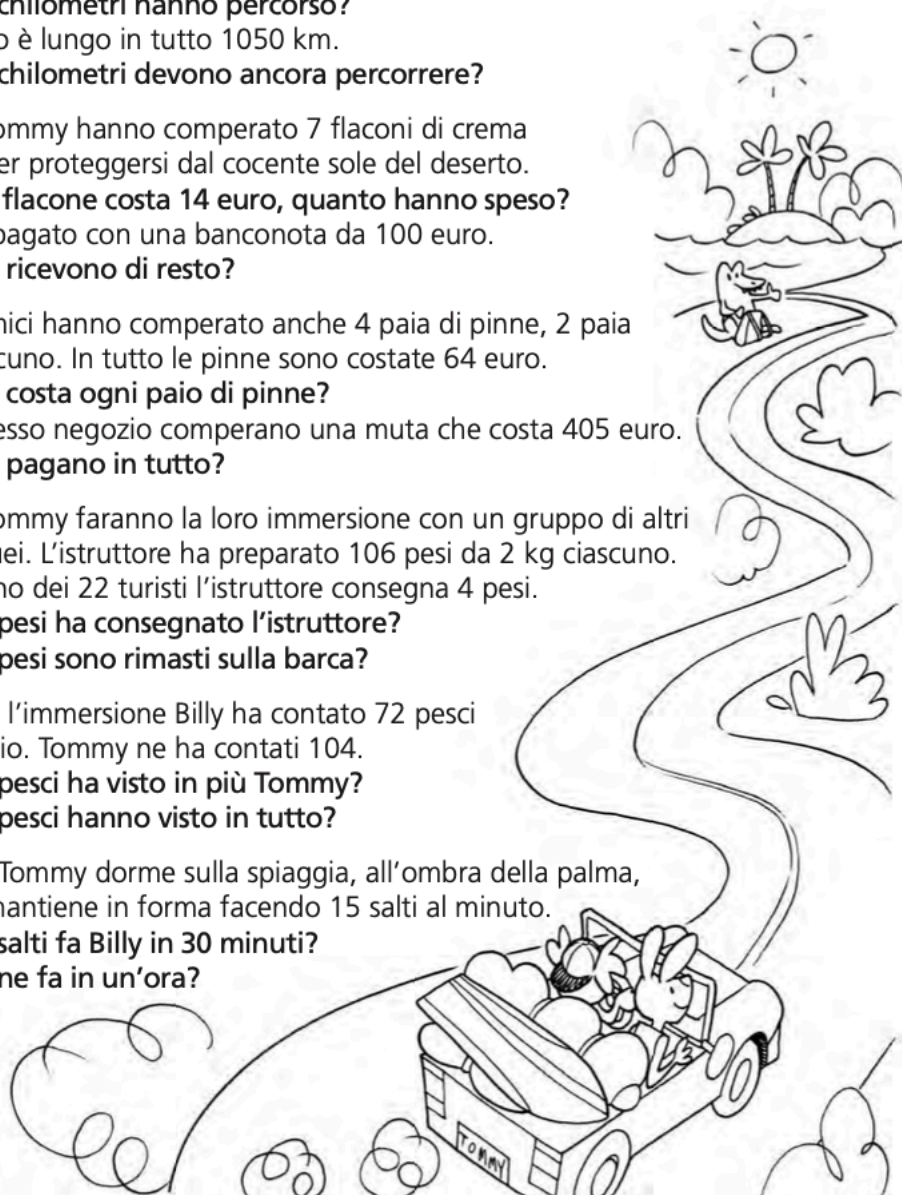 chilometri hanno percorso?
o è lungo in tutto 1050 km.
chilometri devono ancora percorrere?
ommy hanno comperato 7 flaconi di crema
er proteggersi dal cocente sole del deserto.
flacone costa 14 euro, quanto hanno speso?
pagato con una banconota da 100 euro.
ricevono di resto?
nici hanno comperato anche 4 paia di pinne, 2 paia
cuno. In tutto le pinne sono costate 64 euro.
costa ogni paio di pinne?
esso negozio comperano una muta che costa 405 euro.
pagano in tutto?
ommy faranno la loro immersione con un gruppo di altri
uei. L'istruttore ha preparato 106 pesi da 2 kg ciascuno.
no dei 22 turisti l'istruttore consegna 4 pesi.
pesi ha consegnato l'istruttore?
pesi sono rimasti sulla barca?
l'immersione Billy ha contato 72 pesci
io. Tommy ne ha contati 104.
pesci ha visto in più Tommy?
pesci hanno visto in tutto?
Tommy dorme sulla spiaggia, all'ombra della palma,
mantiene in forma facendo 15 salti al minuto.
salti fa Billy in 30 minuti?
ne fa in un'ora?
TOMMY